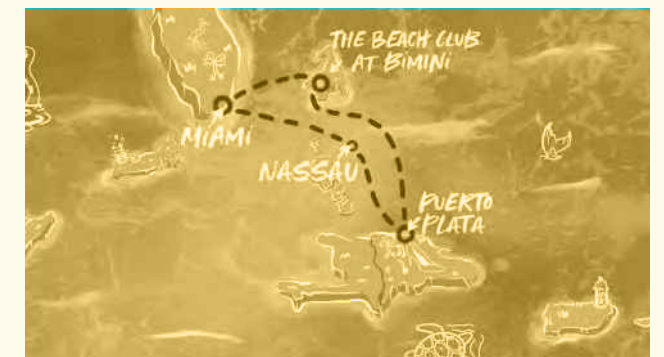 THE BEACH CLUB
AT BIMINI
MIAMI
NASSAU
PUERTO
PLATA